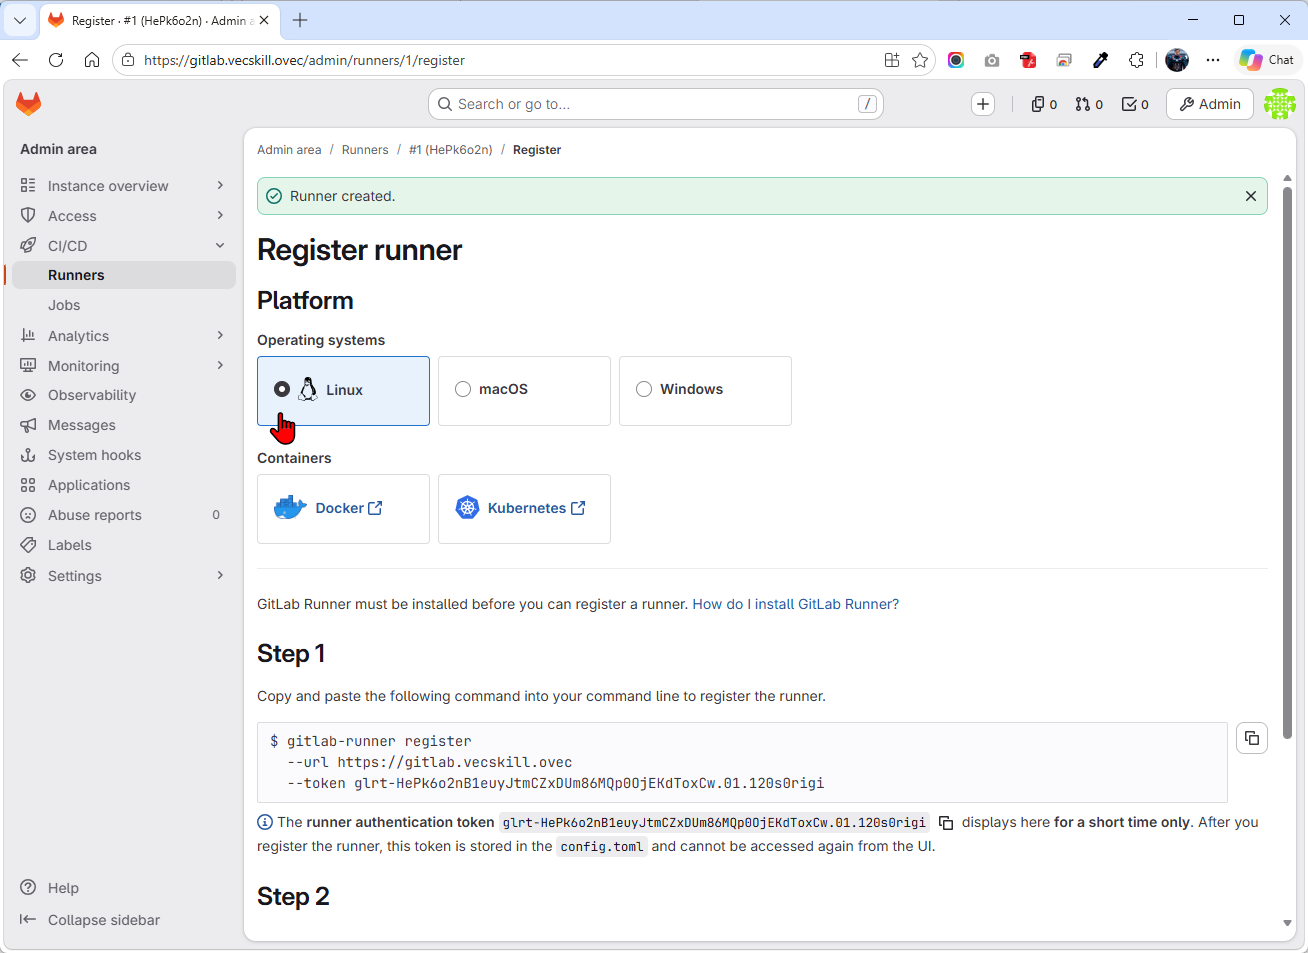 Register · #1 (HePk6o2n) · Admin a
https://gitlab.vecskill.ovec/admin/runners/1/register
Chat
Search or go to...
/
0
0
0
Admin
Admin area
Instance overview
Access
CI/CD
Runners
Jobs
Analytics
Monitoring
Observability
Messages
System hooks
Applications
Abuse reports 0
Labels
Settings
Help
Collapse sidebar
Admin area / Runners / #1 (HePk6o2n) / Register
Runner created.
Register runner
Platform
Operating systems
Linux
macOS
Windows
Containers
Docker
Kubernetes
GitLab Runner must be installed before you can register a runner. How do I install GitLab Runner?
Step 1
Copy and paste the following command into your command line to register the runner.
$ gitlab-runner register
--url https://gitlab.vecskill.ovec
--token glrt-HePk6o2nB1euyJtmCZxDUm86MQp0OjEKdToxCw.01.120s0rigi
The runner authentication token glrt-HePk6o2nB1euyJtmCZxDUm86MQp0OjEKdToxCw.01.120s0rigi displays here for a short time only. After you
register the runner, this token is stored in the config.toml and cannot be accessed again from the UI.
Step 2